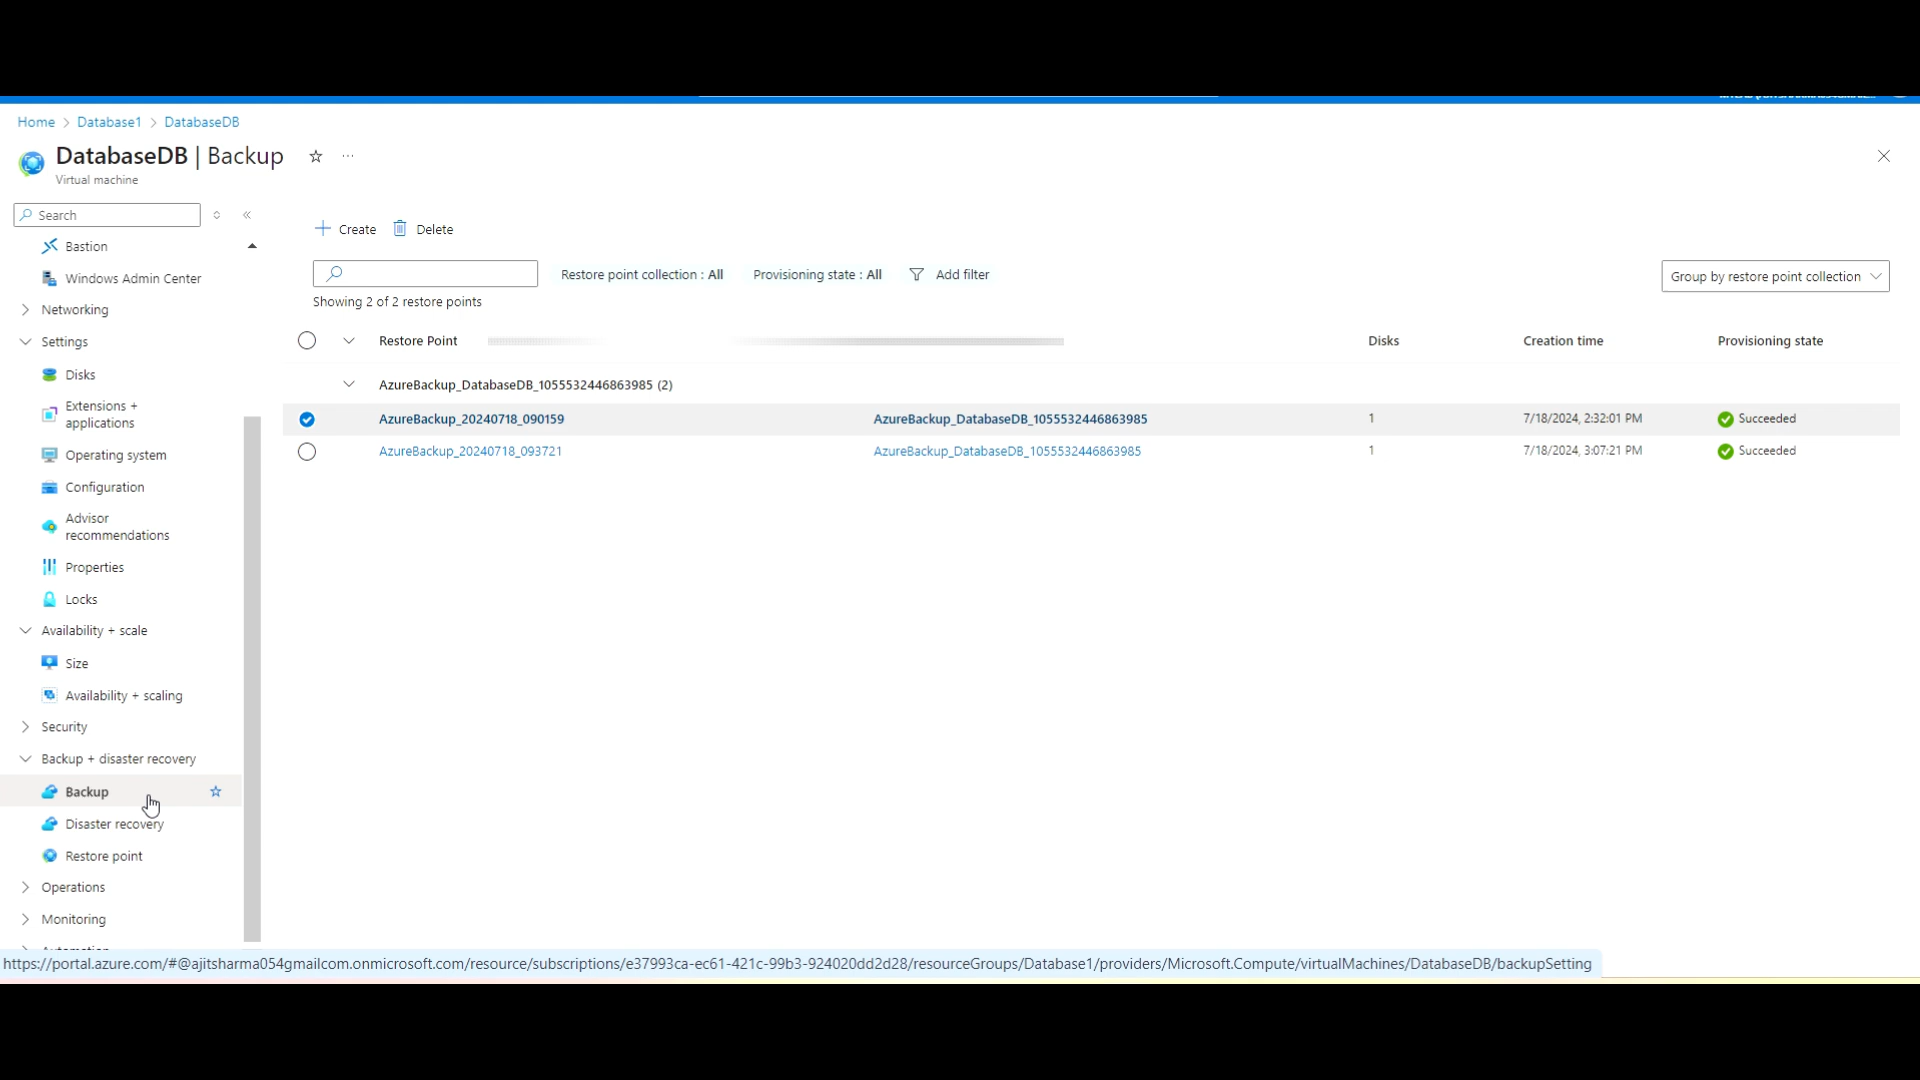 Home > Database1 > DatabaseDB
DatabaseDB | Backup
Virtual machine
Search
Bastion
Windows Admin Center
Networking
Settings
Disks
Extensions +
applications
Operating system
Configuration
Advisor
recommendations
Properties
Locks
Availability + scale
Size
Availability + scaling
Security
Backup + disaster recovery
Backup
Disaster recovery
Restore point
Operations
Monitoring
Create Delete
Restore point collection : All Provisioning state : All Add filter
Group by restore point collection
Showing 2 of 2 restore points
Restore Point Disks Creation time Provisioning state
AzureBackup_DatabaseDB_1055532446863985 (2)
AzureBackup_20240718_090159 AzureBackup_DatabaseDB_1055532446863985 1 7/18/2024, 2:32:01 PM Succeeded
AzureBackup_20240718_093721 AzureBackup_DatabaseDB_1055532446863985 1 7/18/2024, 3:07:21 PM Succeeded
https://portal.azure.com/#@ajitsharma054gmailcom.onmicrosoft.com/resource/subscriptions/e37993ca-ec61-421c-99b3-924020dd2d28/resourceGroups/Database1/providers/Microsoft.Compute/virtualMachines/DatabaseDB/backupSetting